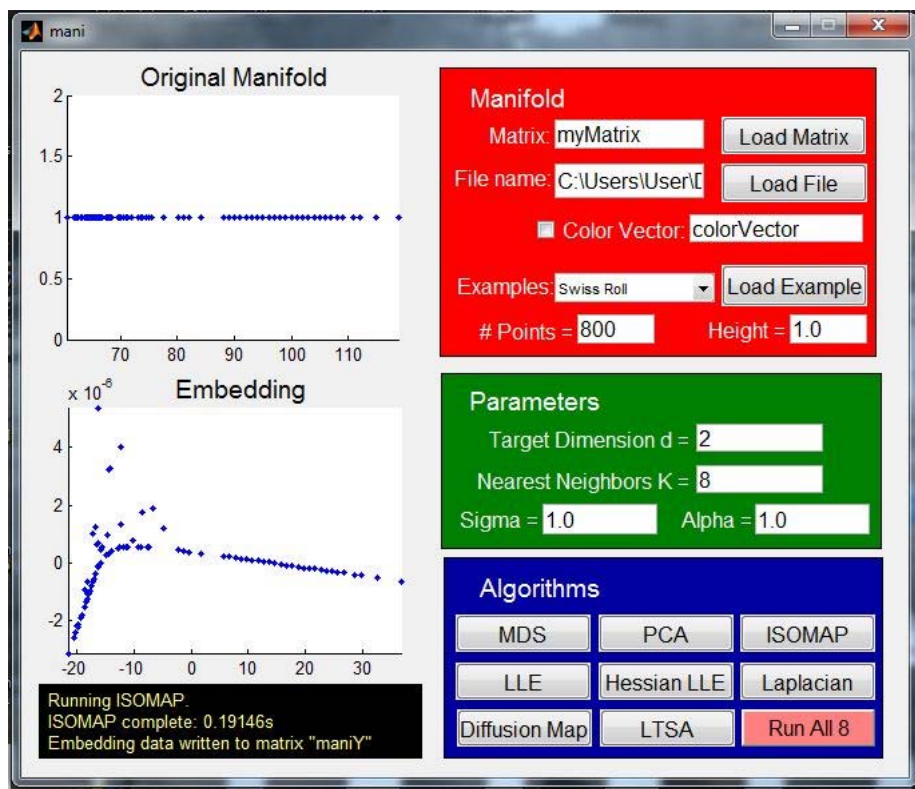 mani
Original Manifold
2
1.5
1
0.5
0
70 80 90 100 110
Embedding
x 10^-6
4
2
0
-2
-20 -10 0 10 20 30
Running ISOMAP.
ISOMAP complete: 0.19146s
Embedding data written to matrix "maniY"
Manifold
Matrix: myMatrix Load Matrix
File name: C:\Users\User\[ Load File
Color Vector: colorVector
Examples: Swiss Roll Load Example
# Points = 800 Height = 1.0
Parameters
Target Dimension d = 2
Nearest Neighbors K = 8
Sigma = 1.0 Alpha = 1.0
Algorithms
MDS PCA ISOMAP
LLE Hessian LLE Laplacian
Diffusion Map LTSA Run All 8